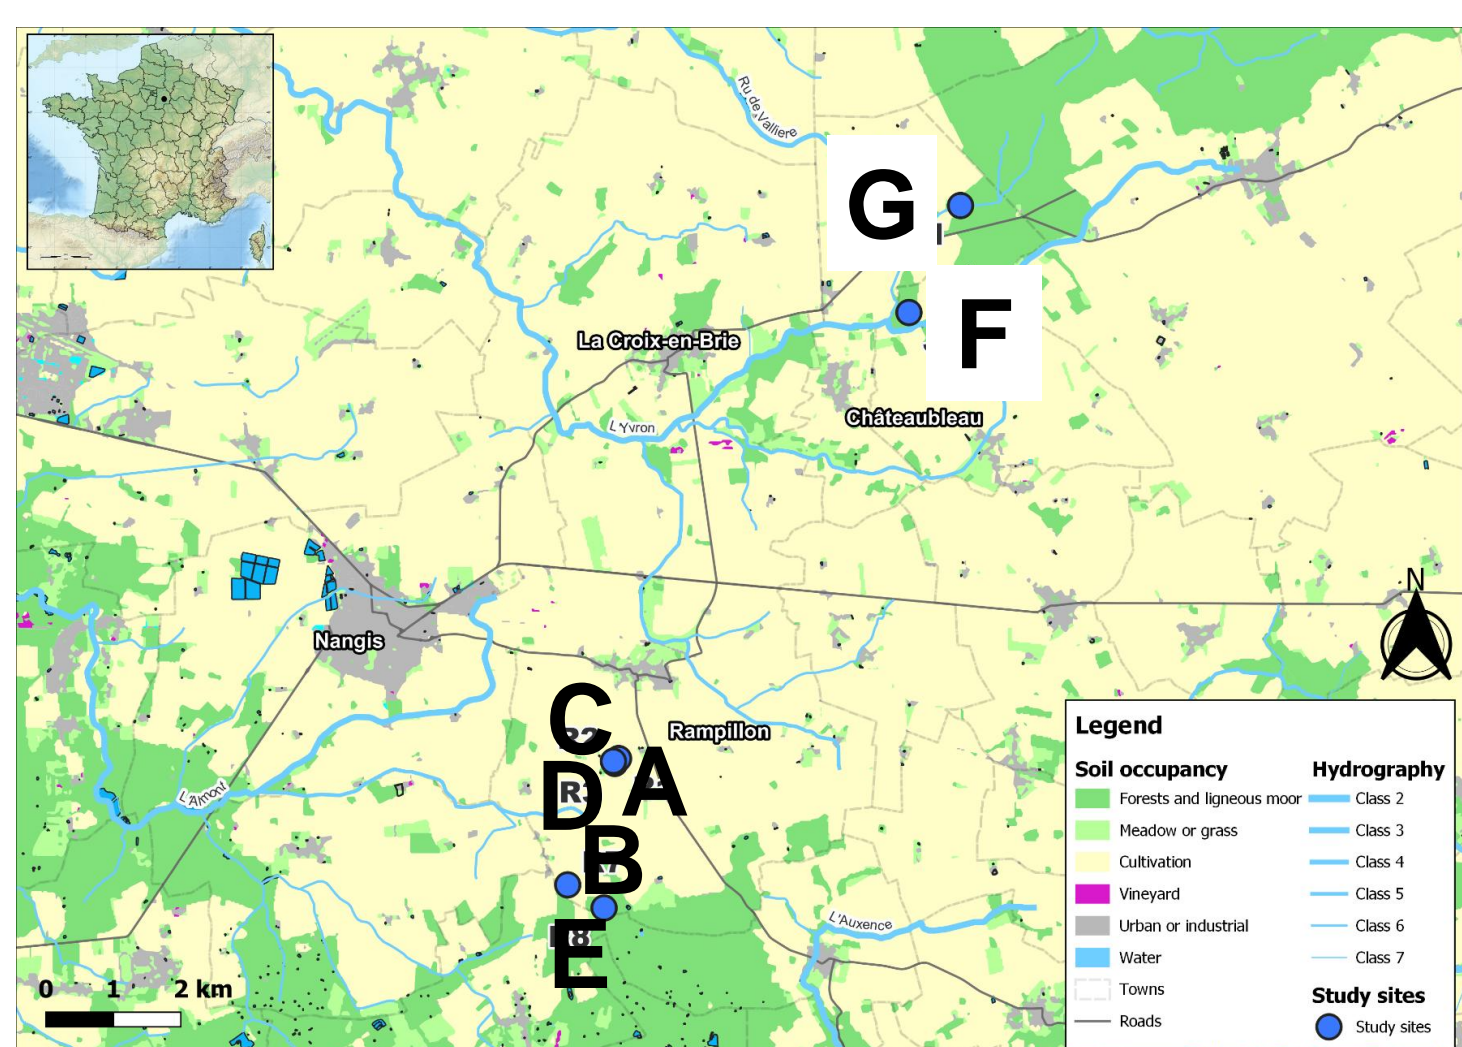 Ru de Vallière
G
F
La Croix-en-Brie
Châteaubleau
L'Yvron
N
Nangis
C
Rampillon
D
R3
A
B
L'Almont
E
L'Auxence
0 1 2 km
Legend
Soil occupancy
Forests and ligneous moor
Meadow or grass
Cultivation
Vineyard
Urban or industrial
Water
Towns
Roads
Hydrography
Class 2
Class 3
Class 4
Class 5
Class 6
Class 7
Study sites
Study sites